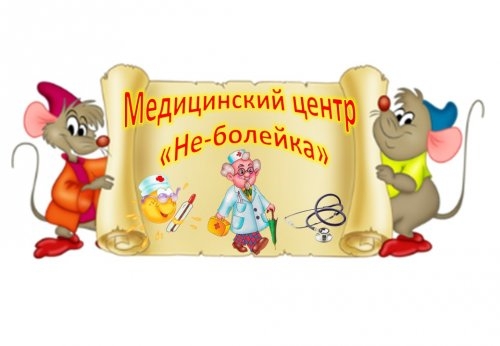 Медицинский центр
«Не-болейка»